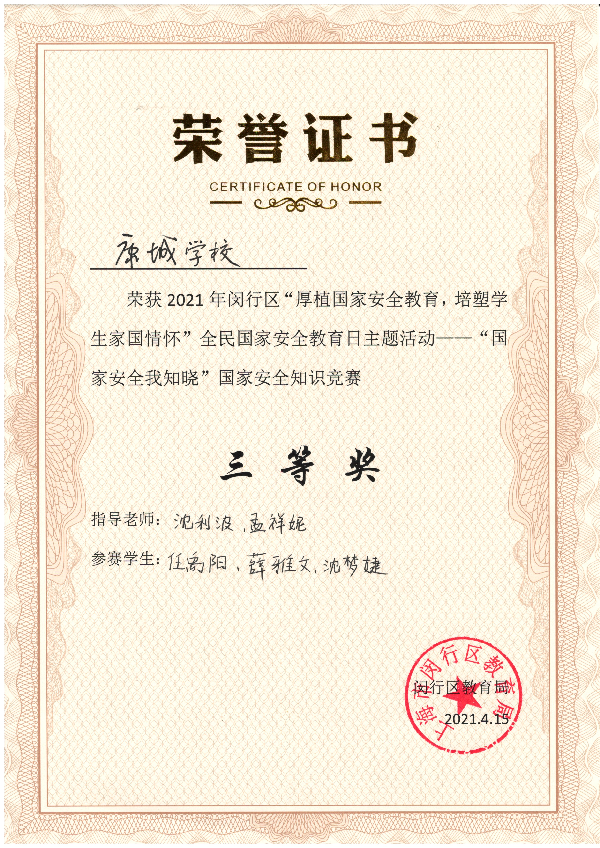 荣誉证书
CERTIFICATE OF HONOR
康城学校
荣获 2021 年闵行区“厚植国家安全教育，培塑学
生家国情怀”全民国家安全教育日主题活动——“国
家安全我知晓”国家安全知识竞赛
三等奖
指导老师：沈利波、孟祥妮
参赛学生：任禹阳、薛雅文、沈梦婕
上海市闵行区教育局
闵行区教育局
2021.4.15